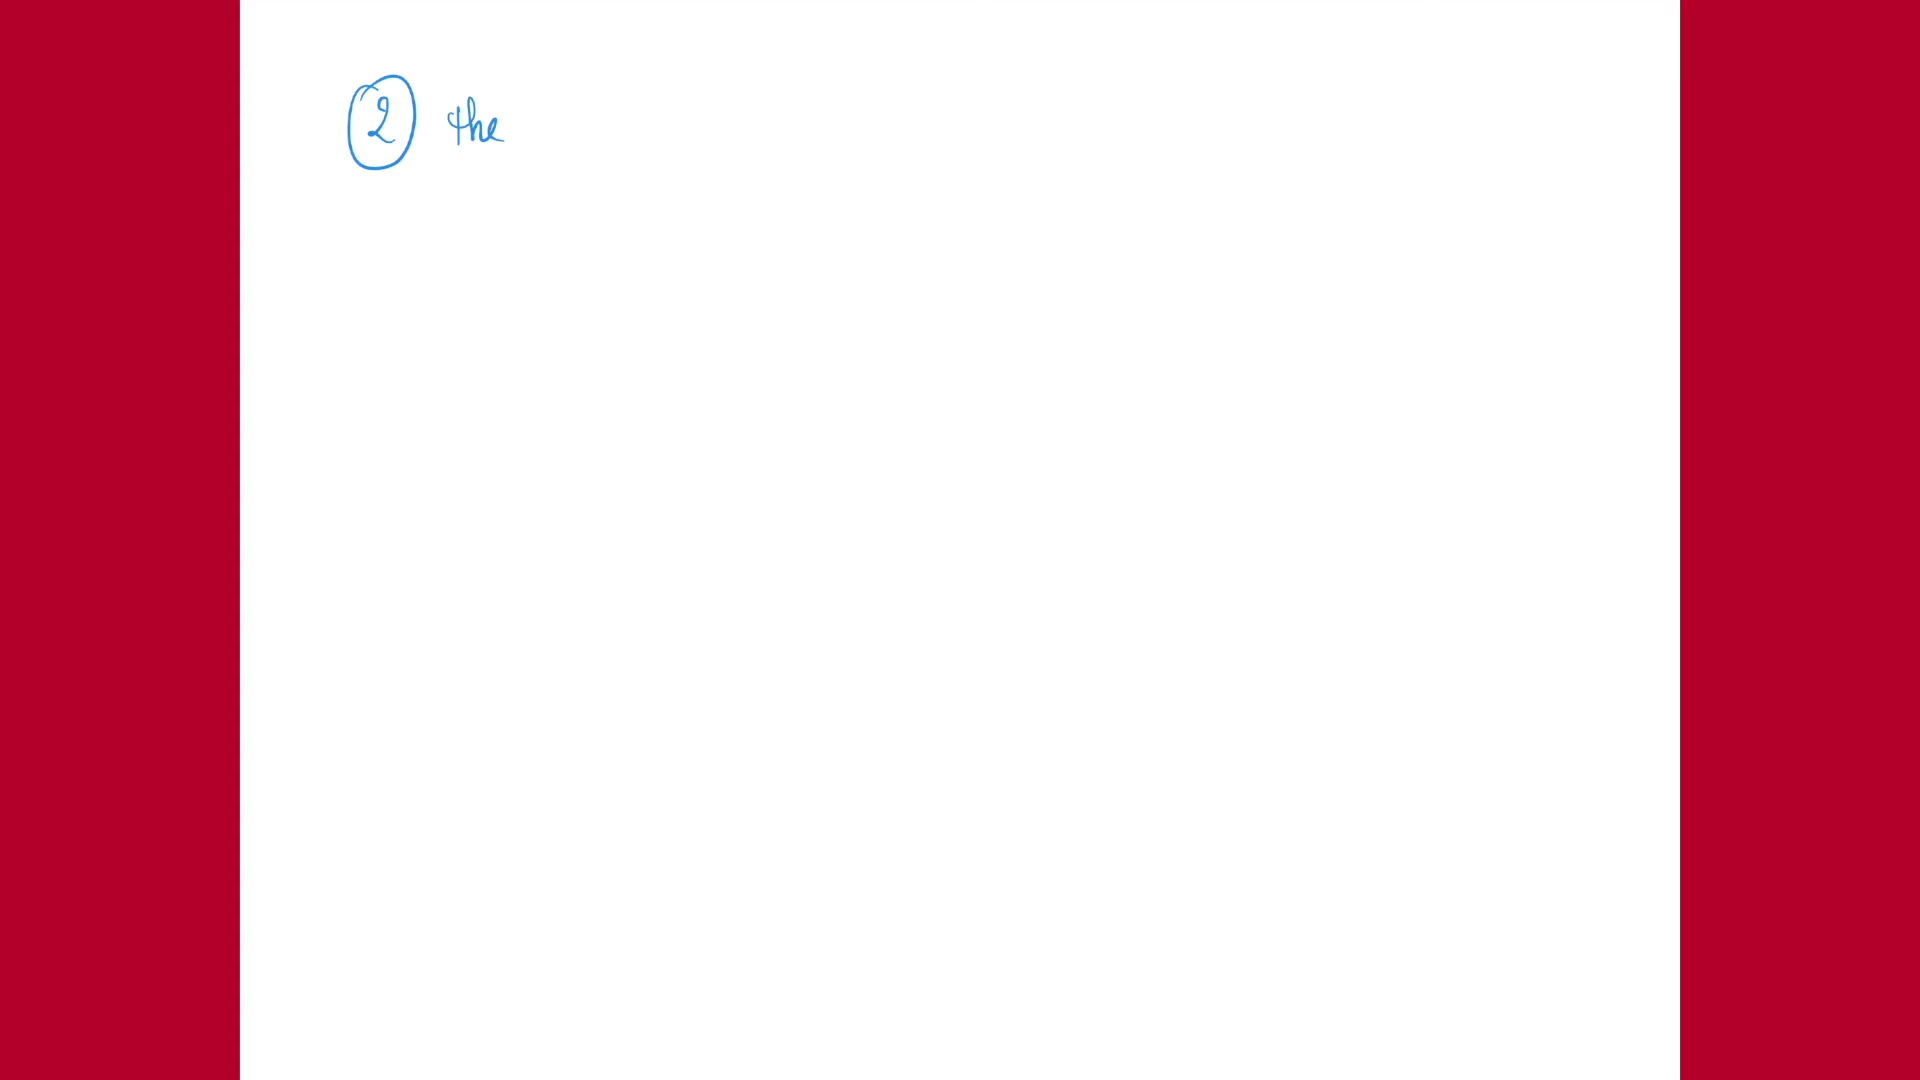 ② the